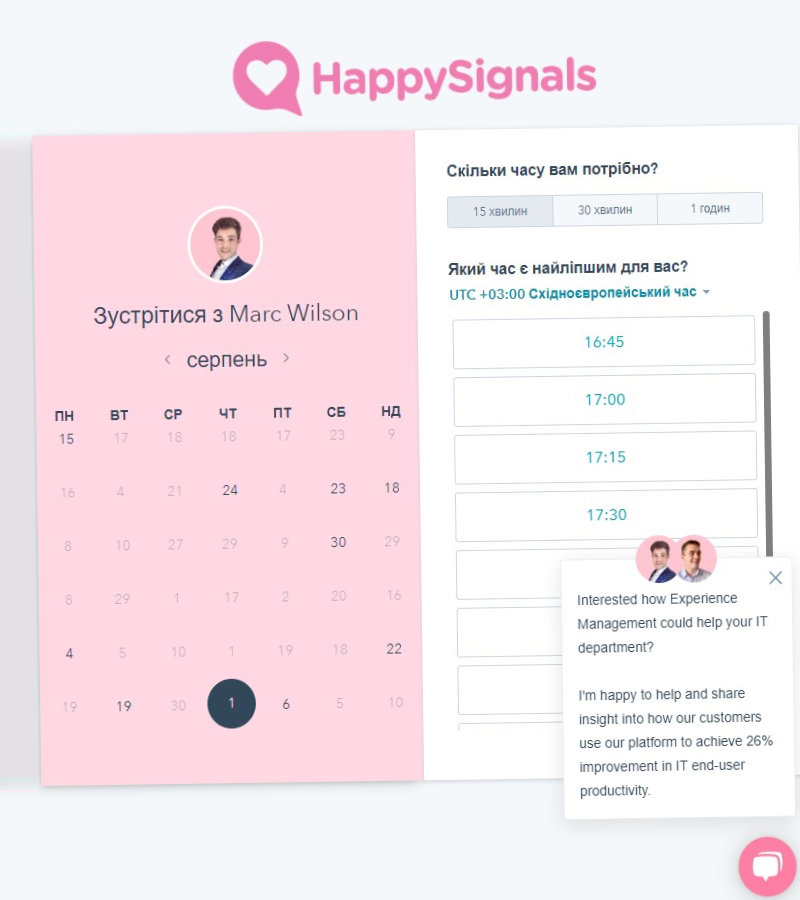 HappySignals
Зустрітися з Marc Wilson
серпень
ПН ВТ СР ЧТ ПТ СБ НД
15 17 18 18 17 23 9
16 4 21 24 4 23 18
8 10 27 29 9 30 29
8 29 1 17 2 20 16
4 5 10 1 19 18 22
19 19 30 1 6 5 10
Скільки часу вам потрібно?
15 хвилин 30 хвилин 1 годин
Який час є найліпшим для вас?
UTC +03:00 Східноєвропейський час
16:45
17:00
17:15
17:30
Interested how Experience
Management could help your IT
department?
I'm happy to help and share
insight into how our customers
use our platform to achieve 26%
improvement in IT end-user
productivity.